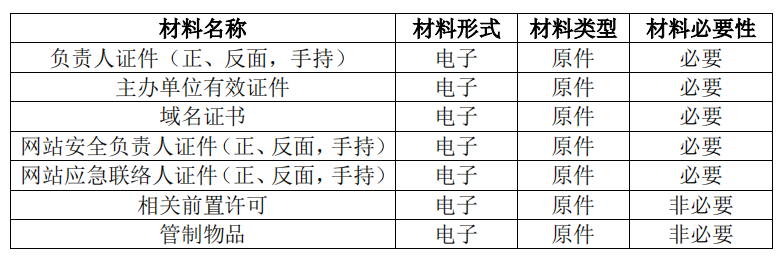 材料名称 材料形式 材料类型 材料必要性
负责人证件（正、反面，手持） 电子 原件 必要
主办单位有效证件 电子 原件 必要
域名证书 电子 原件 必要
网站安全负责人证件（正、反面，手持） 电子 原件 必要
网站应急联络人证件（正、反面，手持） 电子 原件 必要
相关前置许可 电子 原件 非必要
管制物品 电子 原件 非必要